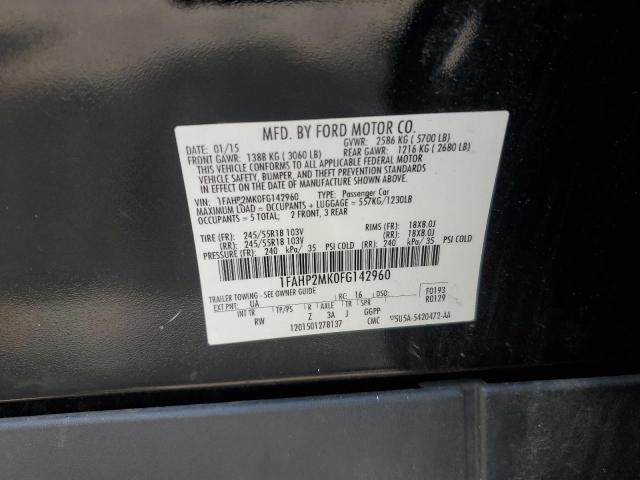 MFD. BY FORD MOTOR CO.
DATE: 01/15 GVWR: 2586 KG ( 5700 LB)
FRONT GAWR: 1388 KG ( 3060 LB) REAR GAWR: 1216 KG ( 2680 LB)
THIS VEHICLE CONFORMS TO ALL APPLICABLE FEDERAL MOTOR
VEHICLE SAFETY, BUMPER, AND THEFT PREVENTION STANDARDS
IN EFFECT ON THE DATE OF MANUFACTURE SHOWN ABOVE.
VIN: 1FAHP2MK0FG142960 TYPE: Passenger Car
MAXIMUM LOAD = OCCUPANTS + LUGGAGE = 557KG/1230LB
OCCUPANTS = 5 TOTAL: 2 FRONT, 3 REAR
TIRE (FR): 245/55R18 103V RIMS (FR): 18X8.0J
(RR): 245/55R18 103V (RR): 18X8.0J
PRESSURE (FR): 240 kPa/ 35 PSI COLD (RR): 240 kPa/ 35 PSI COLD
1FAHP2MK0FG142960
TRAILER TOWING - SEE OWNER GUIDE RC: 16 DSO: F0193
EXT PNT: UA R0129
INT TR TP/PS R AXLE TR SPR
RW Z 3A J GGPP
1201501278137 CMC 5U5A-5420472-AA